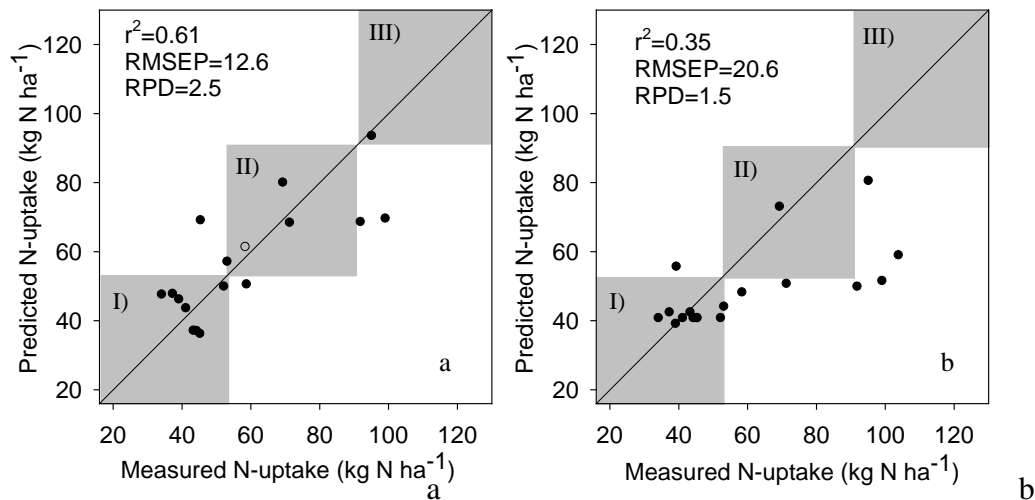 r²=0.61
RMSEP=12.6
RPD=2.5
I)
II)
III)
a
120
100
80
60
40
20
Predicted N-uptake (kg N ha⁻¹)
20 40 60 80 100 120
Measured N-uptake (kg N ha⁻¹)
a
r²=0.35
RMSEP=20.6
RPD=1.5
I)
II)
III)
b
120
100
80
60
40
20
Predicted N-uptake (kg N ha⁻¹)
20 40 60 80 100 120
Measured N-uptake (kg N ha⁻¹)
b